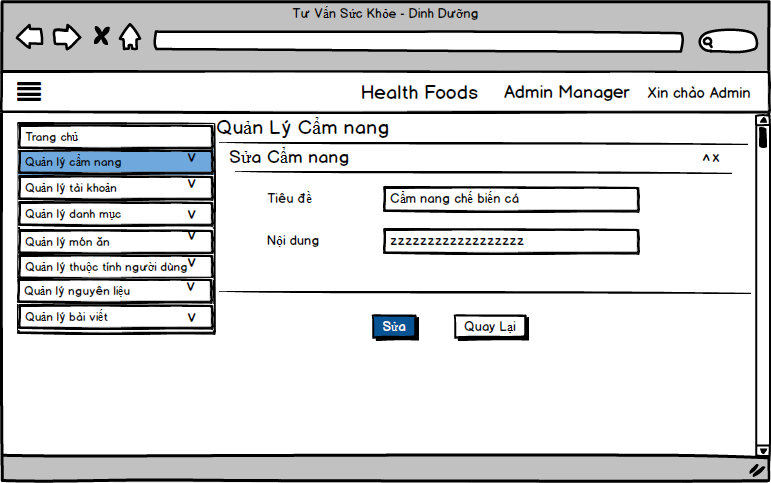 Tư Vấn Sức Khỏe - Dinh Dưỡng
Health Foods Admin Manager Xin chào Admin
Trang chủ
Quản lý cẩm nang
Quản lý tài khoản
Quản lý danh mục
Quản lý món ăn
Quản lý thuộc tính người dùng
Quản lý nguyên liệu
Quản lý bài viết
Quản Lý Cẩm nang
Sửa Cẩm nang
Tiêu đề Cẩm nang chế biến cá
Nội dung zzzzzzzzzzzzzzzzzz
Sửa Quay Lại